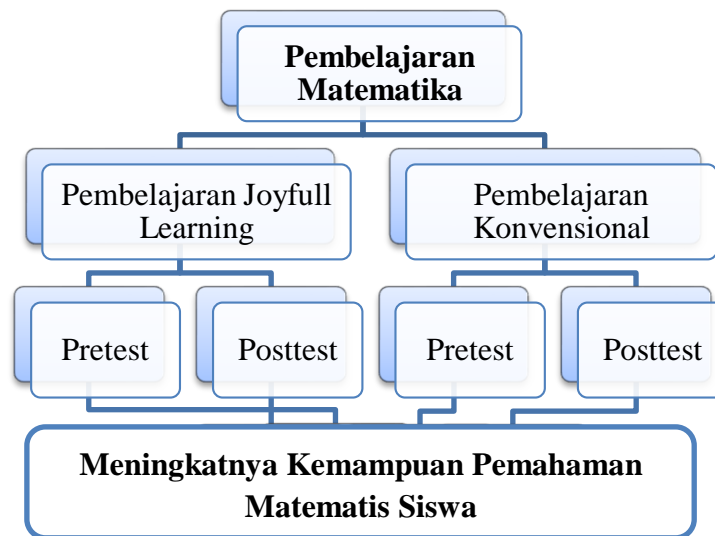 Pembelajaran
Matematika
Pembelajaran Joyfull
Learning
Pembelajaran
Konvensional
Pretest
Posttest
Pretest
Posttest
Meningkatnya Kemampuan Pemahaman
Matematis Siswa